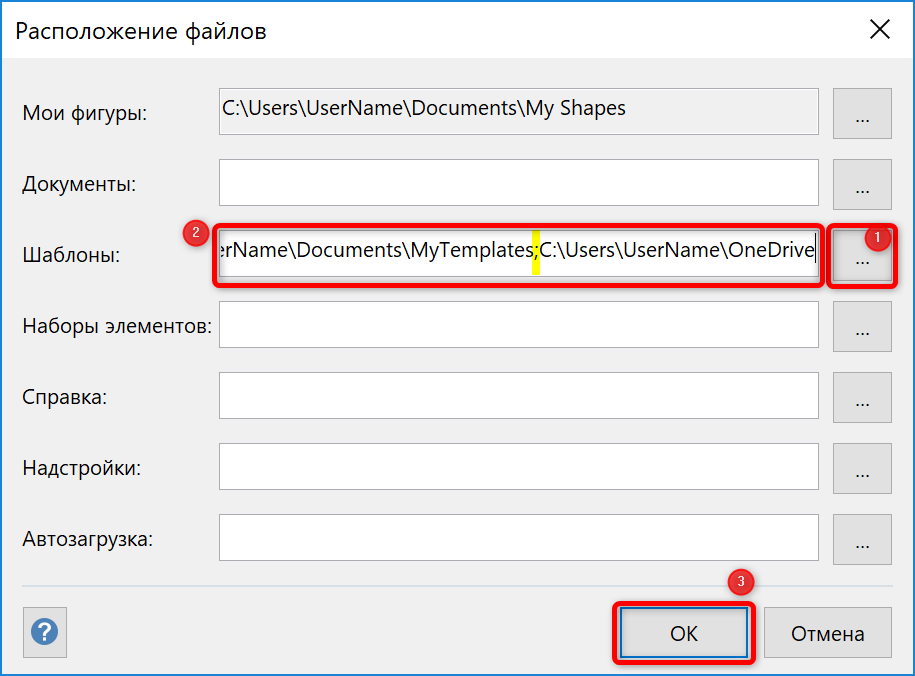 Расположение файлов
Мои фигуры: C:\Users\UserName\Documents\My Shapes ...
Документы: ...
2 1
Шаблоны: erName\Documents\MyTemplates;C:\Users\UserName\OneDrive ...
Наборы элементов: ...
Справка: ...
Надстройки: ...
Автозагрузка: ...
3
? ОК Отмена